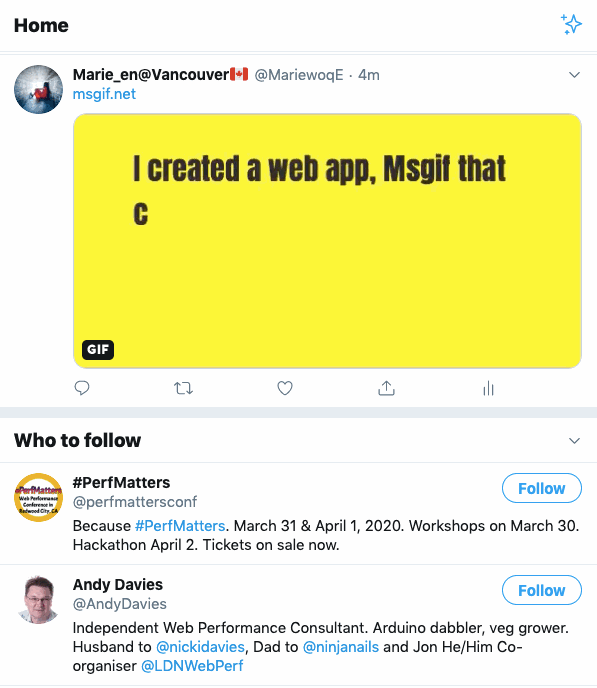 Home
Marie_en@Vancouver🇨🇦 @MariewoqE · 4m
msgif.net
I created a web app, Msgif that
c
GIF
Who to follow
#PerfMatters
@perfmattersconf
Follow
#PerfMatters
Web Performance
Conference in
Redwood City, CA
Because #PerfMatters. March 31 & April 1, 2020. Workshops on March 30.
Hackathon April 2. Tickets on sale now.
Andy Davies
@AndyDavies
Follow
Independent Web Performance Consultant. Arduino dabbler, veg grower.
Husband to @nickidavies, Dad to @ninjanails and Jon He/Him Co-
organiser @LDNWebPerf